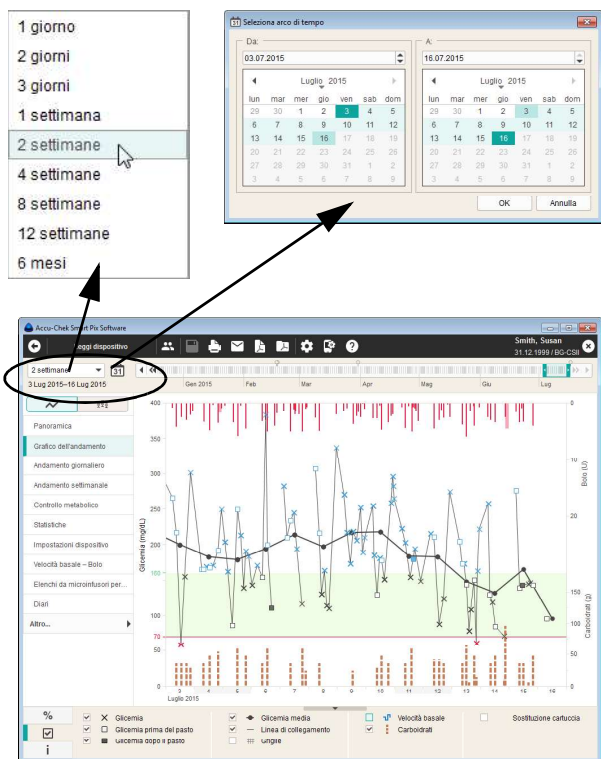 1 giorno
2 giorni
3 giorni
1 settimana
2 settimane
4 settimane
8 settimane
12 settimane
6 mesi
Seleziona arco di tempo
Da:
03.07.2015
Luglio 2015
lun mar mer gio ven sab dom
29 30 1 2 3 4 5
6 7 8 9 10 11 12
13 14 15 16 17 18 19
20 21 22 23 24 25 26
27 28 29 30 31 1 2
3 4 5 6 7 8 9
A:
16.07.2015
Luglio 2015
lun mar mer gio ven sab dom
29 30 1 2 3 4 5
6 7 8 9 10 11 12
13 14 15 16 17 18 19
20 21 22 23 24 25 26
27 28 29 30 31 1 2
3 4 5 6 7 8 9
OK Annulla
Accu-Chek Smart Pix Software
Leggi dispositivo
Smith, Susan
31.12.1999 / BG-CSII
2 settimane
31
3 Lug 2015–16 Lug 2015
Gen 2015 Feb Mar Apr Mag Giu Lug
Panoramica
Grafico dell'andamento
Andamento giornaliero
Andamento settimanale
Controllo metabolico
Statistiche
Impostazioni dispositivo
Velocità basale – Bolo
Elenchi da microinfusori per...
Diari
Altro...
Glicemia (mg/dL)
400
350
300
250
200
160
100
70
50
0
0
10
20
Bolo (U)
150
100
50
0
Carboidrati (g)
3 4 5 6 7 8 9 10 11 12 13 14 15 16
Luglio 2015
%
i
Glicemia
Glicemia prima del pasto
Glicemia dopo il pasto
Glicemia media
Linea di collegamento
Griglie
Velocità basale
Carboidrati
Sostituzione cartuccia